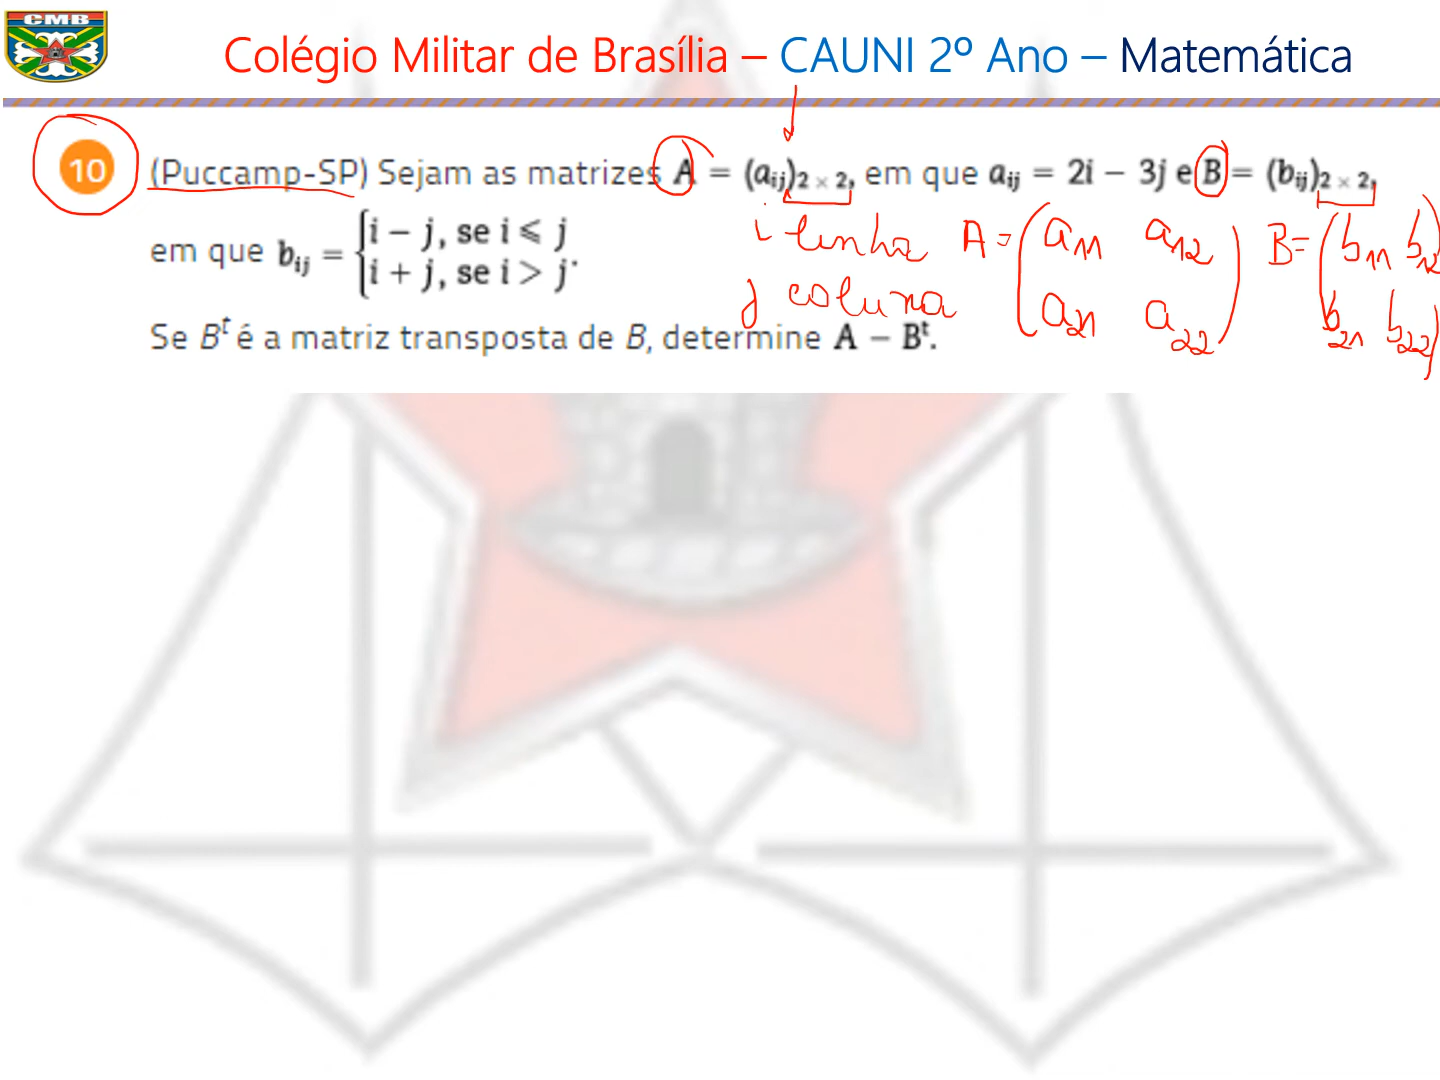 CMB
Colégio Militar de Brasília – CAUNI 2º Ano – Matemática
10 (Puccamp-SP) Sejam as matrizes A = (aij)2 × 2, em que aij = 2i − 3j e B = (bij)2 × 2,
em que bij = {i − j, se i ⩽ j
i + j, se i > j.
Se Bᵗ é a matriz transposta de B, determine A − Bᵗ.
i linha
j coluna
A = (a11 a12
a21 a22)
B = (b11 b12
b21 b22)